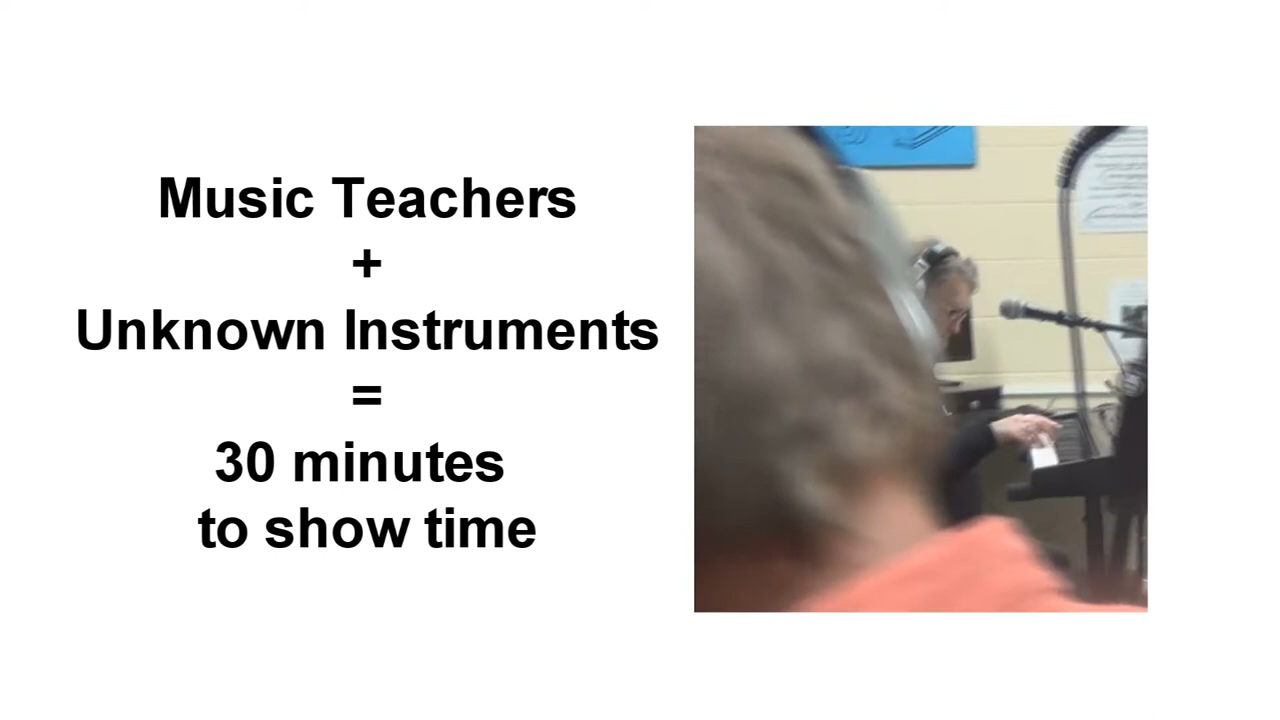 Music Teachers
+
Unknown Instruments
=
30 minutes
to show time